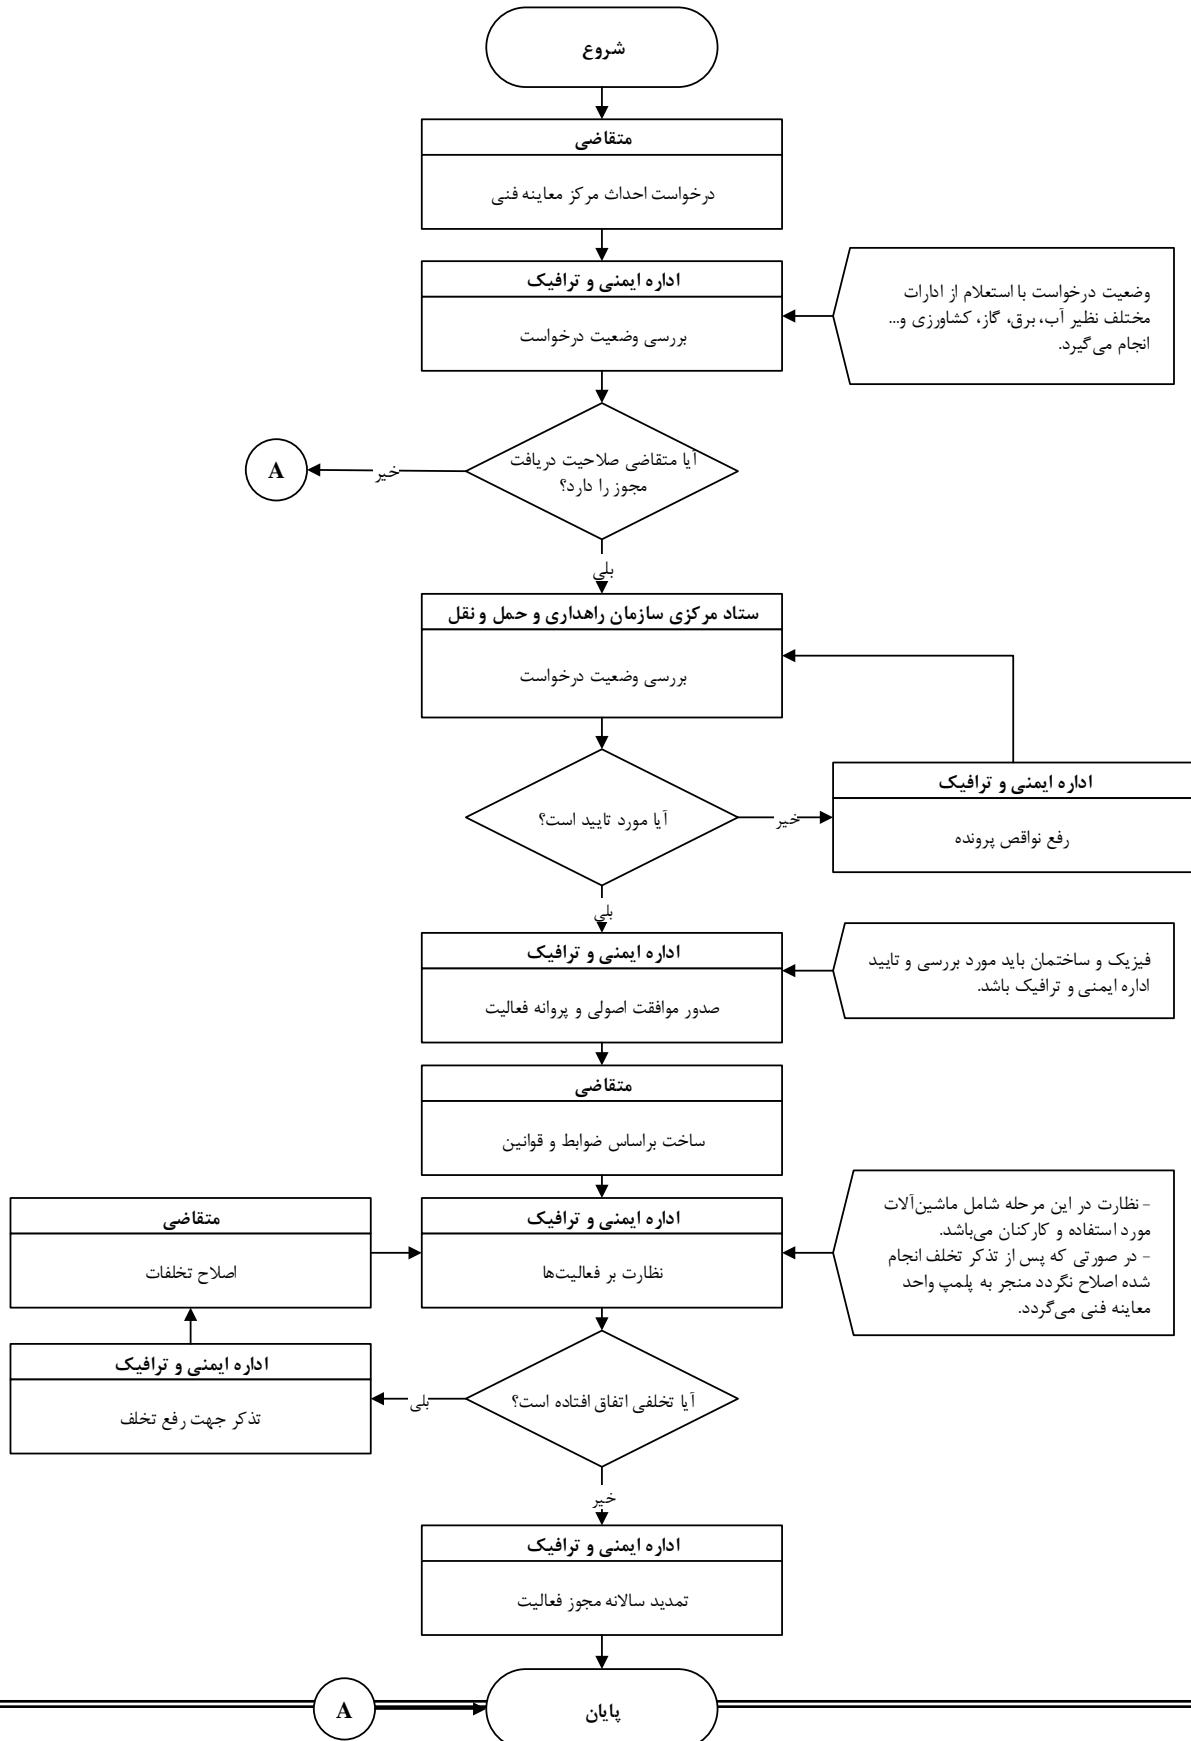 شروع
متقاضی
درخواست احداث مرکز معاینه فنی
اداره ایمنی و ترافیک
بررسی وضعیت درخواست
وضعیت درخواست با استعلام از ادارات
مختلف نظیر آب، برق، گاز، کشاورزی و...
انجام می‌گیرد.
آیا متقاضی صلاحیت دریافت
مجوز را دارد؟
خیر
A
بلی
ستاد مرکزی سازمان راهداری و حمل و نقل
بررسی وضعیت درخواست
آیا مورد تایید است؟
خیر
اداره ایمنی و ترافیک
رفع نواقص پرونده
بلی
اداره ایمنی و ترافیک
صدور موافقت اصولی و پروانه فعالیت
فیزیک و ساختمان باید مورد بررسی و تایید
اداره ایمنی و ترافیک باشد.
متقاضی
ساخت براساس ضوابط و قوانین
اداره ایمنی و ترافیک
نظارت بر فعالیت‌ها
- نظارت در این مرحله شامل ماشین‌آلات
مورد استفاده و کارکنان می‌باشد.
- در صورتی که پس از تذکر تخلف انجام
شده اصلاح نگردد منجر به پلمپ واحد
معاینه فنی می‌گردد.
متقاضی
اصلاح تخلفات
آیا تخلفی اتفاق افتاده است؟
بلی
اداره ایمنی و ترافیک
تذکر جهت رفع تخلف
خیر
اداره ایمنی و ترافیک
تمدید سالانه مجوز فعالیت
A
پایان